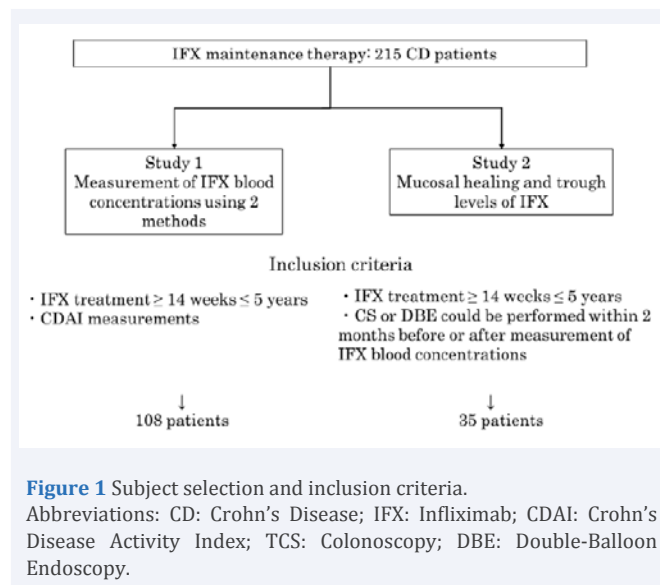 IFX maintenance therapy: 215 CD patients
Study 1
Measurement of IFX blood
concentrations using 2
methods
Study 2
Mucosal healing and trough
levels of IFX
Inclusion criteria
・IFX treatment ≥ 14 weeks ≤ 5 years
・CDAI measurements
・IFX treatment ≥ 14 weeks ≤ 5 years
・CS or DBE could be performed within 2
months before or after measurement of
IFX blood concentrations
↓
108 patients
↓
35 patients
Figure 1 Subject selection and inclusion criteria.
Abbreviations: CD: Crohn’s Disease; IFX: Infliximab; CDAI: Crohn’s
Disease Activity Index; TCS: Colonoscopy; DBE: Double-Balloon
Endoscopy.